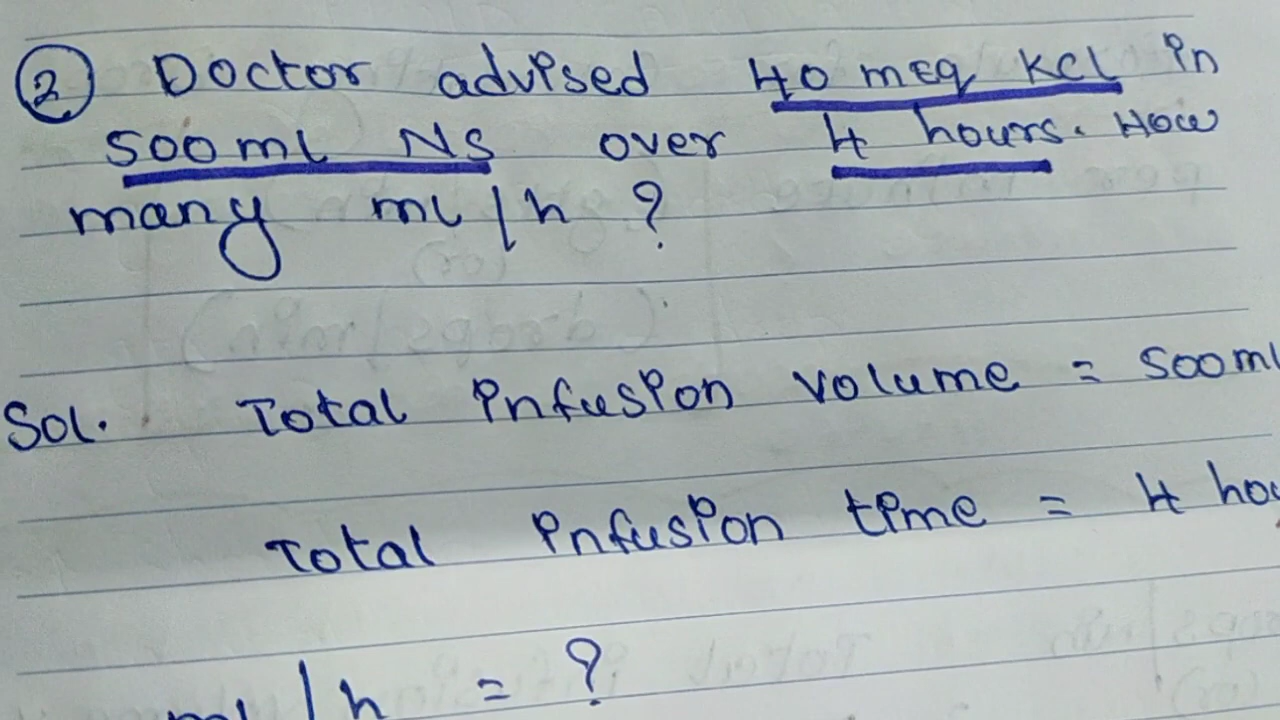 2 Doctor advised 40 meq KCl in
500 ml NS over 4 hours. How
many ml/h ?
Sol. Total infusion volume = 500ml
Total infusion time = 4 hou
ml/h = ?